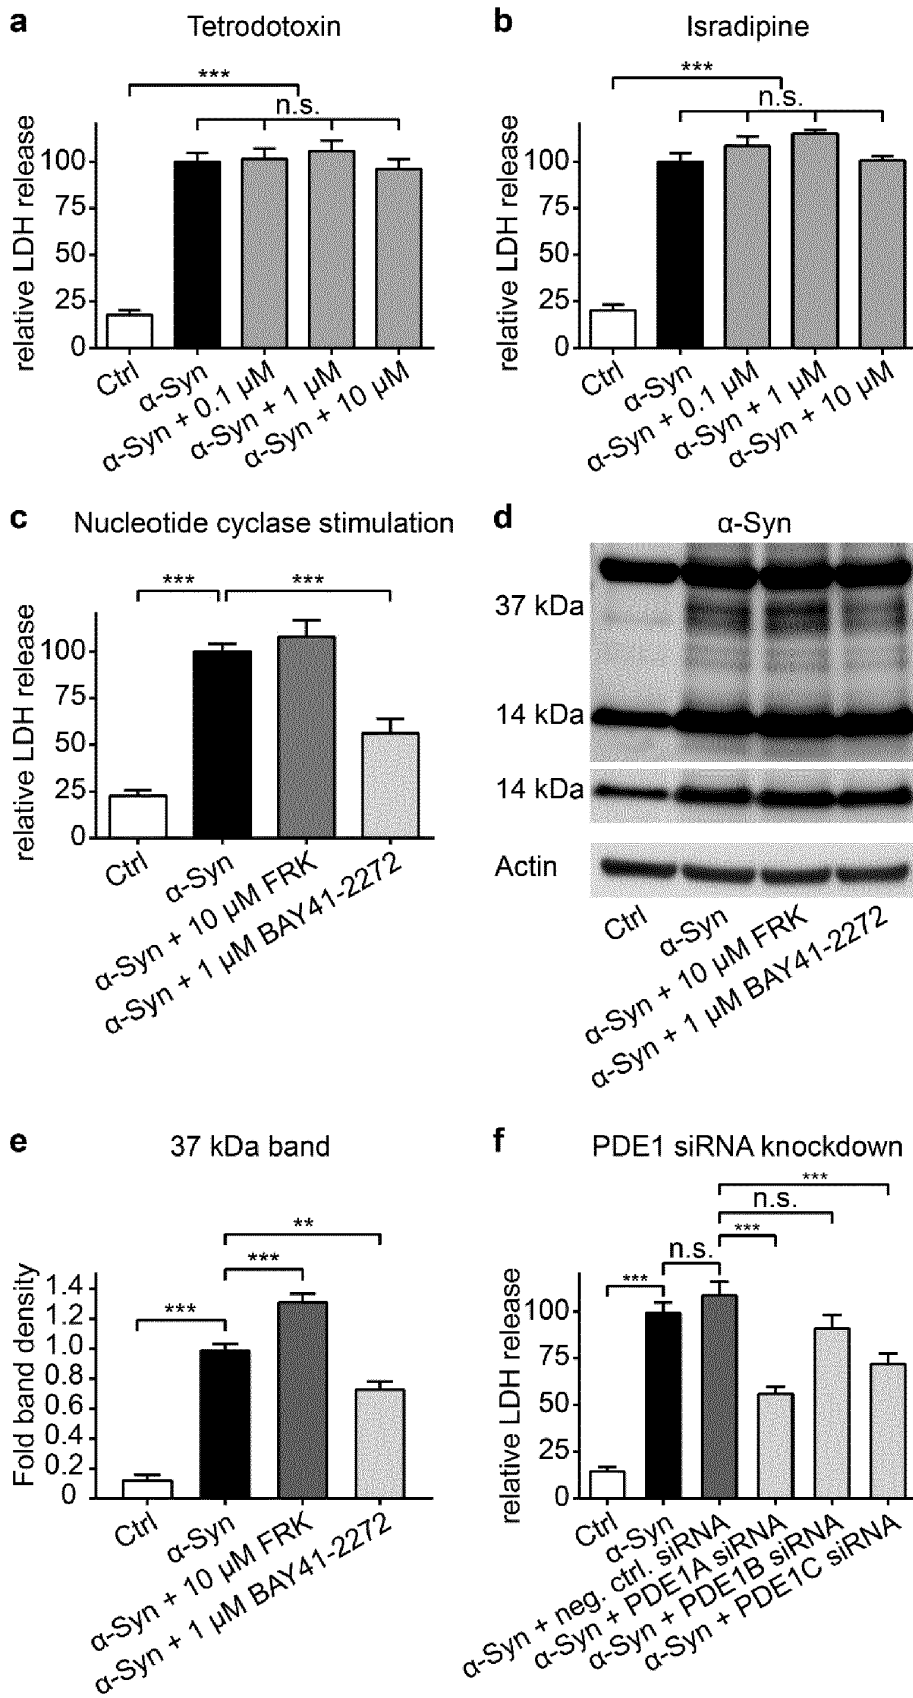 a Tetrodotoxin
***
n.s.
relative LDH release
100
75
50
25
0
Ctrl
α-Syn
α-Syn + 0.1 µM
α-Syn + 1 µM
α-Syn + 10 µM
b Isradipine
***
n.s.
relative LDH release
100
75
50
25
0
Ctrl
α-Syn
α-Syn + 0.1 µM
α-Syn + 1 µM
α-Syn + 10 µM
c Nucleotide cyclase stimulation
*** ***
relative LDH release
100
75
50
25
0
Ctrl
α-Syn
α-Syn + 10 µM FRK
α-Syn + 1 µM BAY41-2272
d α-Syn
37 kDa
14 kDa
14 kDa
Actin
Ctrl
α-Syn
α-Syn + 10 µM FRK
α-Syn + 1 µM BAY41-2272
e 37 kDa band
**
***
***
Fold band density
1.4
1.2
1.0
0.8
0.6
0.4
0.2
0
Ctrl
α-Syn
α-Syn + 10 µM FRK
α-Syn + 1 µM BAY41-2272
f PDE1 siRNA knockdown
***
n.s.
***
n.s.
***
relative LDH release
100
75
50
25
0
Ctrl
α-Syn
α-Syn + neg. ctrl. siRNA
α-Syn + PDE1A siRNA
α-Syn + PDE1B siRNA
α-Syn + PDE1C siRNA